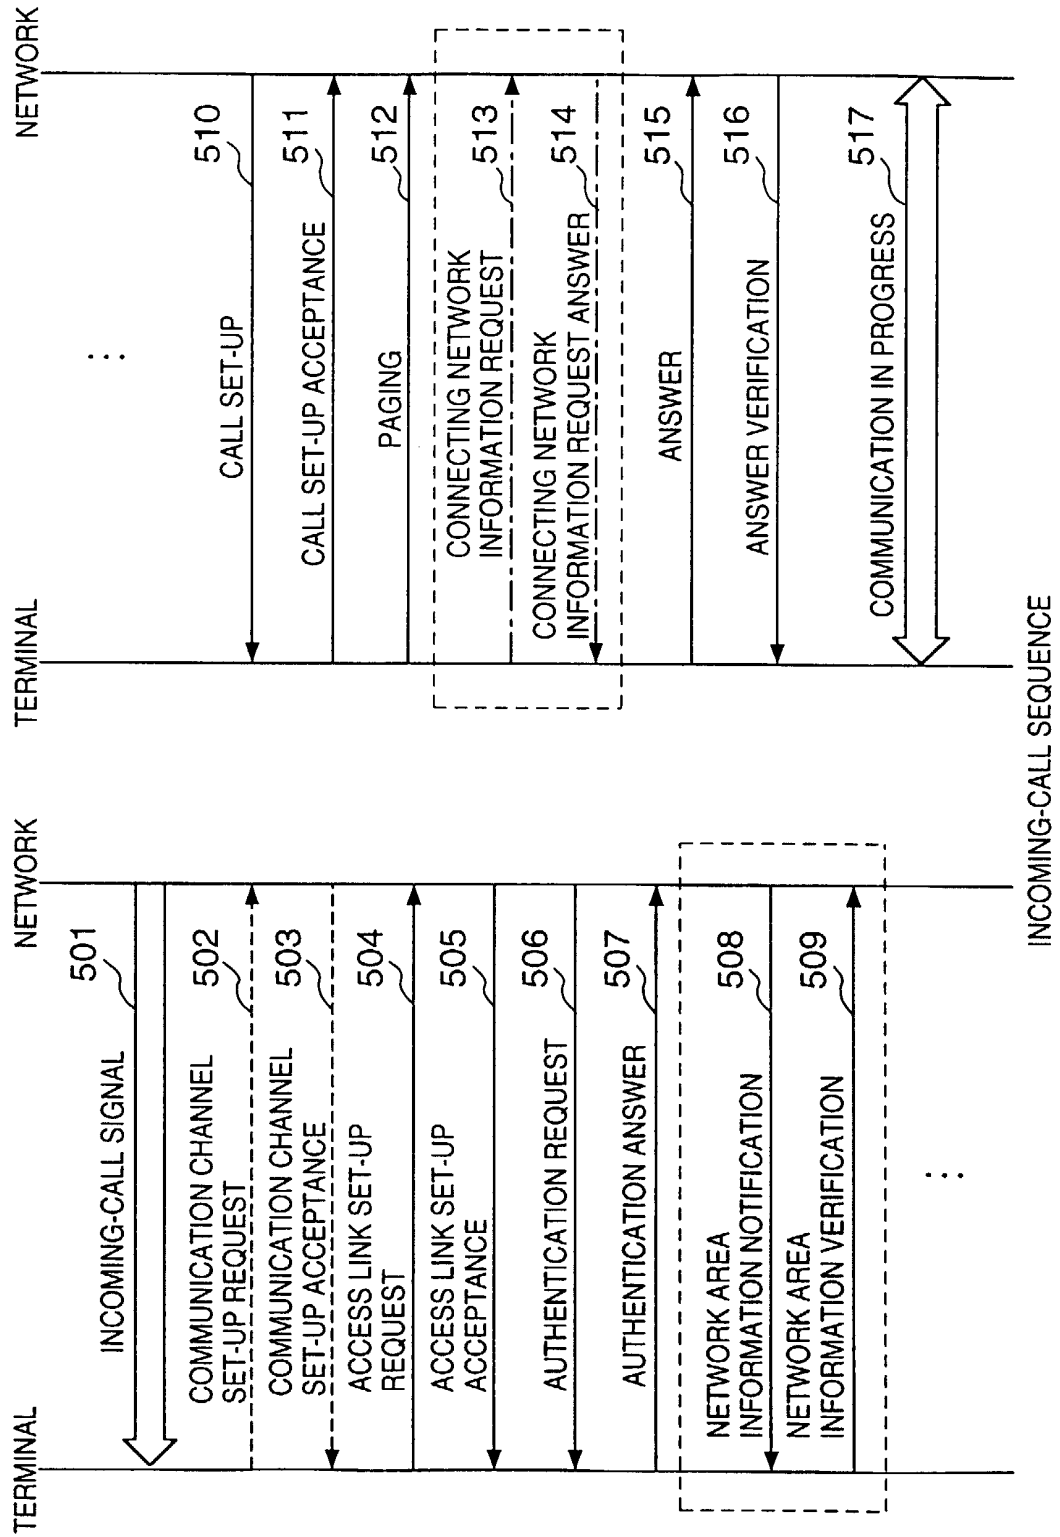 TERMINAL
NETWORK
INCOMING-CALL SIGNAL
501
COMMUNICATION CHANNEL
SET-UP REQUEST
502
COMMUNICATION CHANNEL
SET-UP ACCEPTANCE
503
ACCESS LINK SET-UP
REQUEST
504
ACCESS LINK SET-UP
ACCEPTANCE
505
AUTHENTICATION REQUEST
506
AUTHENTICATION ANSWER
507
NETWORK AREA
INFORMATION NOTIFICATION
508
NETWORK AREA
INFORMATION VERIFICATION
509
...
TERMINAL
NETWORK
...
CALL SET-UP
510
CALL SET-UP ACCEPTANCE
511
PAGING
512
CONNECTING NETWORK
INFORMATION REQUEST
513
CONNECTING NETWORK
INFORMATION REQUEST ANSWER
514
ANSWER
515
ANSWER VERIFICATION
516
COMMUNICATION IN PROGRESS
517
INCOMING-CALL SEQUENCE